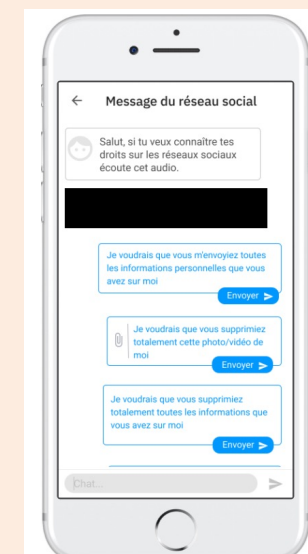 Message du réseau social
Salut, si tu veux connaître tes
droits sur les réseaux sociaux
écoute cet audio.
Je voudrais que vous m'envoyiez toutes
les informations personnelles que vous
avez sur moi
Envoyer
Je voudrais que vous supprimiez
totalement cette photo/vidéo de
moi
Envoyer
Je voudrais que vous supprimiez
totalement toutes les informations que
vous avez sur moi
Envoyer
Chat...